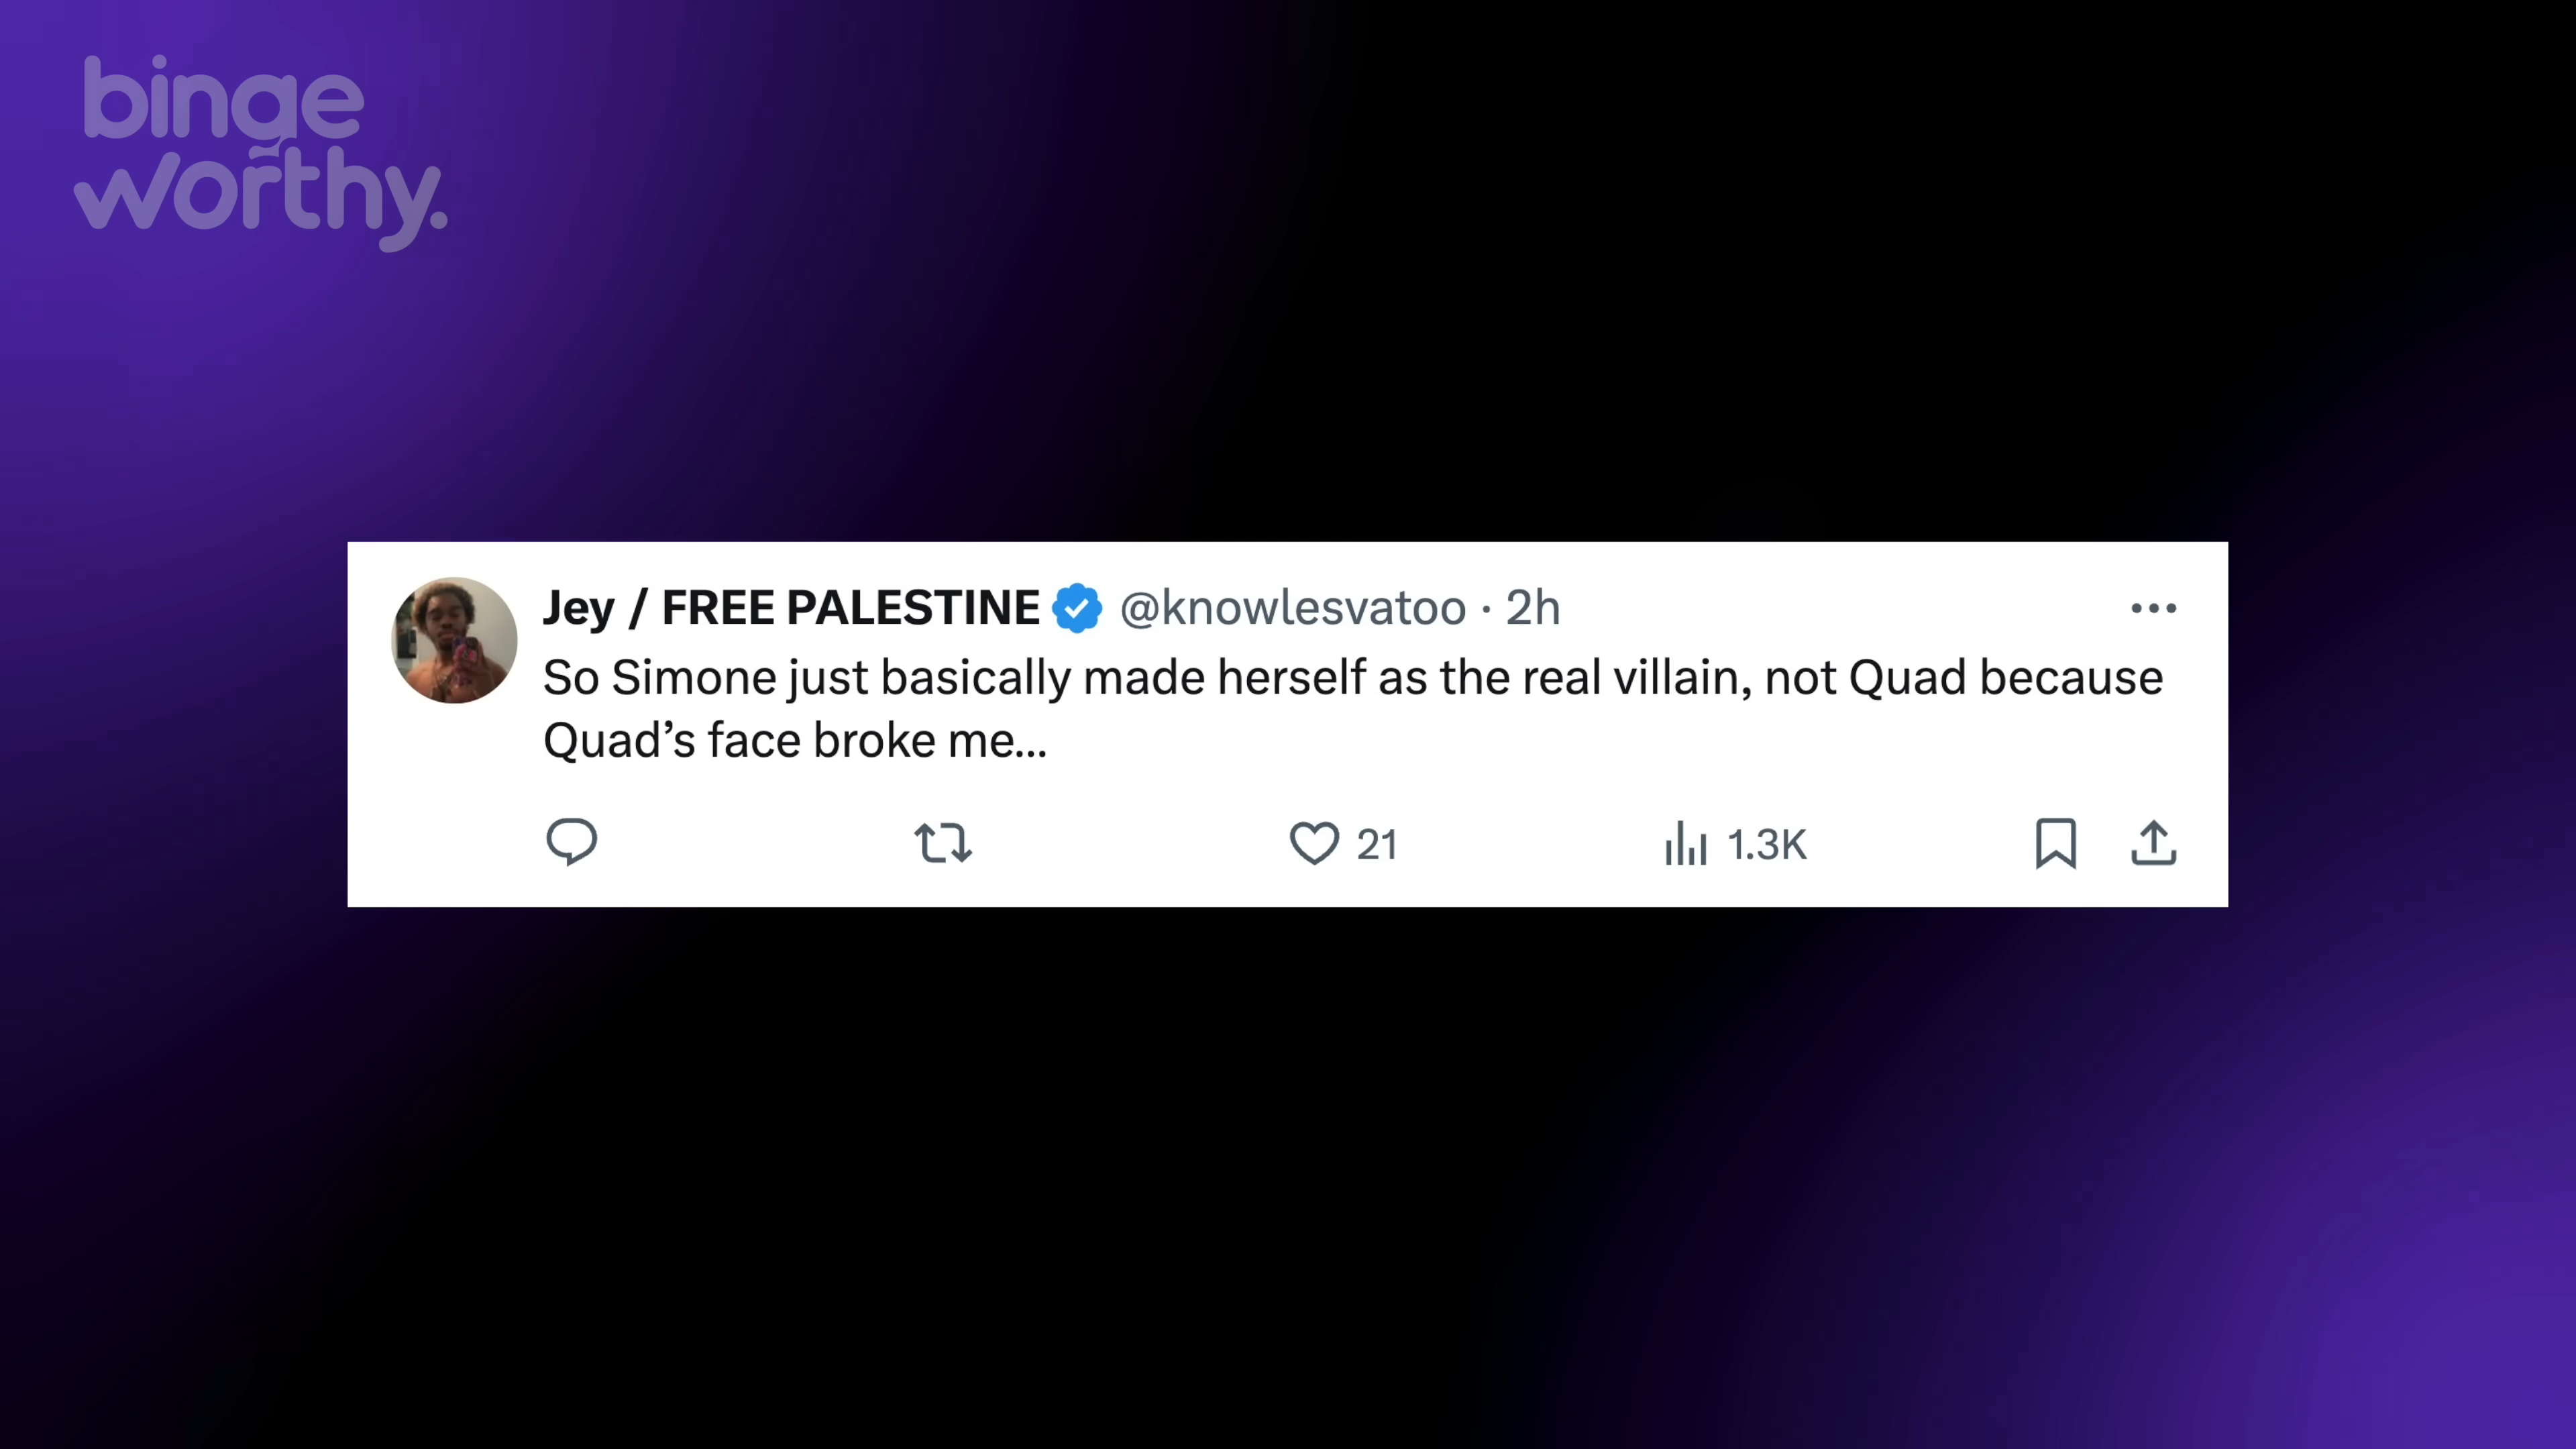 binge
worthy.
Jey / FREE PALESTINE @knowlesvatoo · 2h
So Simone just basically made herself as the real villain, not Quad because
Quad’s face broke me...
21 1.3K